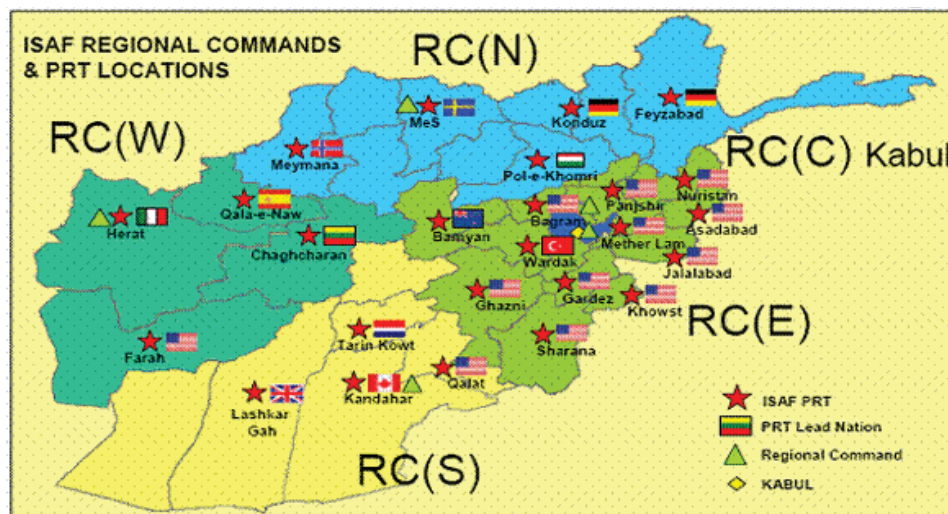 ISAF REGIONAL COMMANDS
& PRT LOCATIONS
RC(N)
RC(W)
MeS
Konduz
Feyzabad
Meymana
Pol-e-Khomri
RC(C) Kabul
Qala-e-Naw
Herat
Chaghcharan
Bamyan
Bagram
Panjshir
Nuristan
Asadabad
Mether Lam
Wardak
Jalalabad
Ghazni
Gardez
Khowst
RC(E)
Farah
Tarin Kowt
Sharana
Qalat
Kandahar
Lashkar
Gah
RC(S)
ISAF PRT
PRT Lead Nation
Regional Command
KABUL